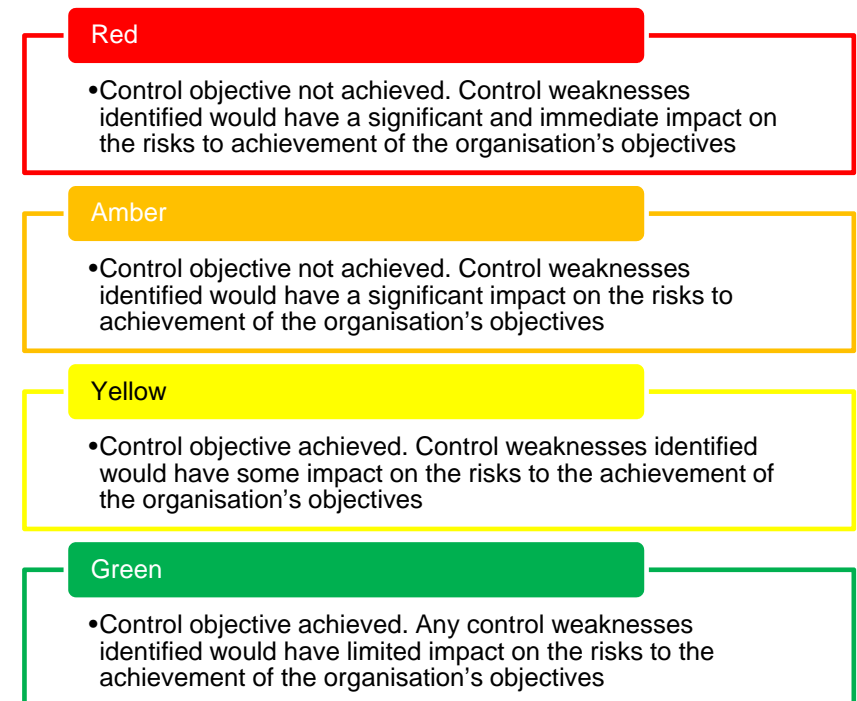 Red
•Control objective not achieved. Control weaknesses
identified would have a significant and immediate impact on
the risks to achievement of the organisation’s objectives
Amber
•Control objective not achieved. Control weaknesses
identified would have a significant impact on the risks to
achievement of the organisation’s objectives
Yellow
•Control objective achieved. Control weaknesses identified
would have some impact on the risks to the achievement of
the organisation’s objectives
Green
•Control objective achieved. Any control weaknesses
identified would have limited impact on the risks to the
achievement of the organisation’s objectives